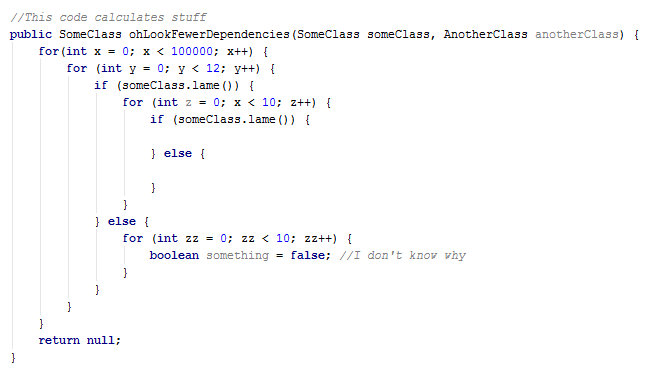 //This code calculates stuff
public SomeClass ohLookFewerDependencies(SomeClass someClass, AnotherClass anotherClass) {
    for(int x = 0; x < 100000; x++) {
        for (int y = 0; y < 12; y++) {
            if (someClass.lame()) {
                for (int z = 0; x < 10; z++) {
                    if (someClass.lame()) {

                    } else {

                    }
                }
            } else {
                for (int zz = 0; zz < 10; zz++) {
                    boolean something = false; //I don't know why
                }
            }
        }
    }
    return null;
}